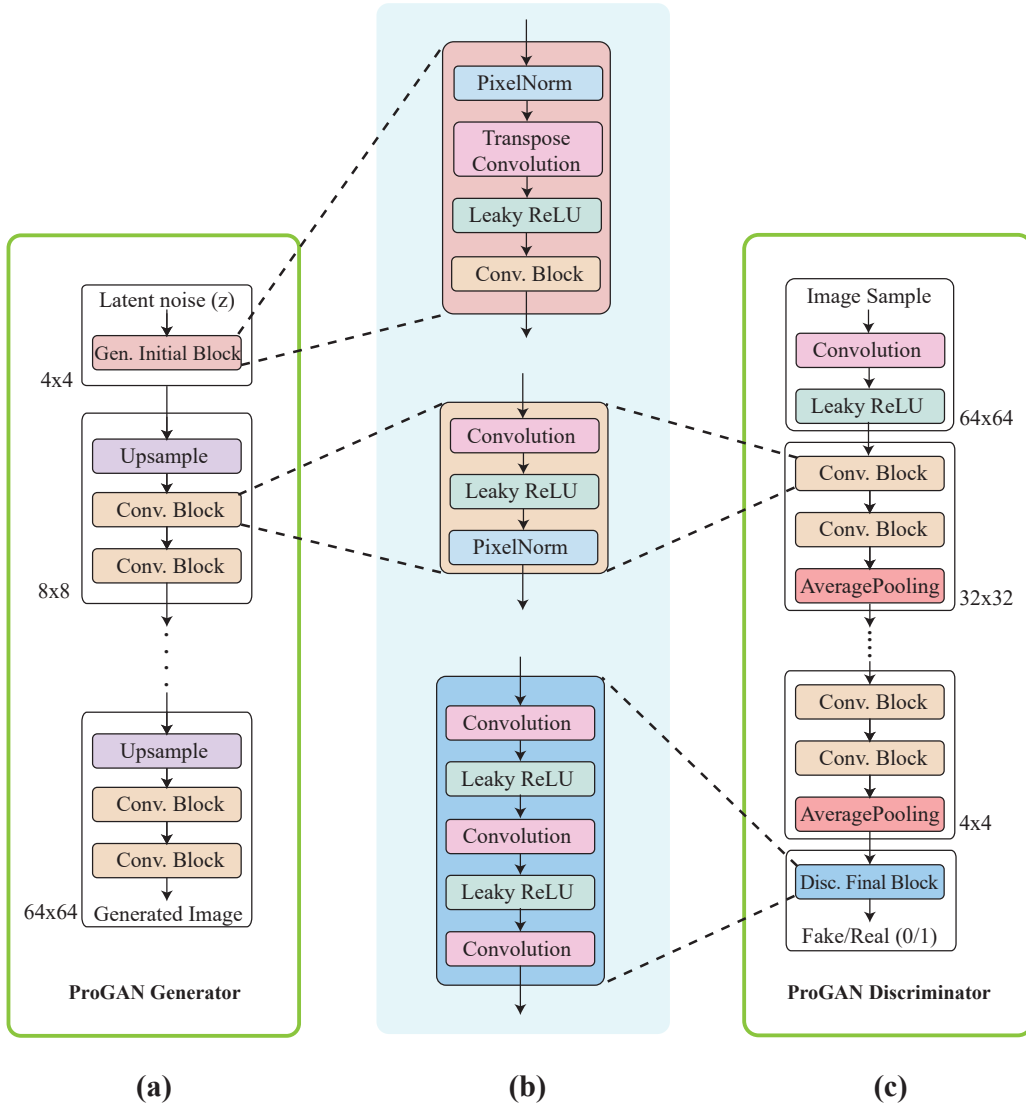 Latent noise (z)
Gen. Initial Block
4x4
Upsample
Conv. Block
Conv. Block
8x8
Upsample
Conv. Block
Conv. Block
64x64
Generated Image
ProGAN Generator
(a)
PixelNorm
Transpose
Convolution
Leaky ReLU
Conv. Block
Convolution
Leaky ReLU
PixelNorm
Convolution
Leaky ReLU
Convolution
Leaky ReLU
Convolution
(b)
Image Sample
Convolution
Leaky ReLU
64x64
Conv. Block
Conv. Block
AveragePooling
32x32
Conv. Block
Conv. Block
AveragePooling
4x4
Disc. Final Block
Fake/Real (0/1)
ProGAN Discriminator
(c)